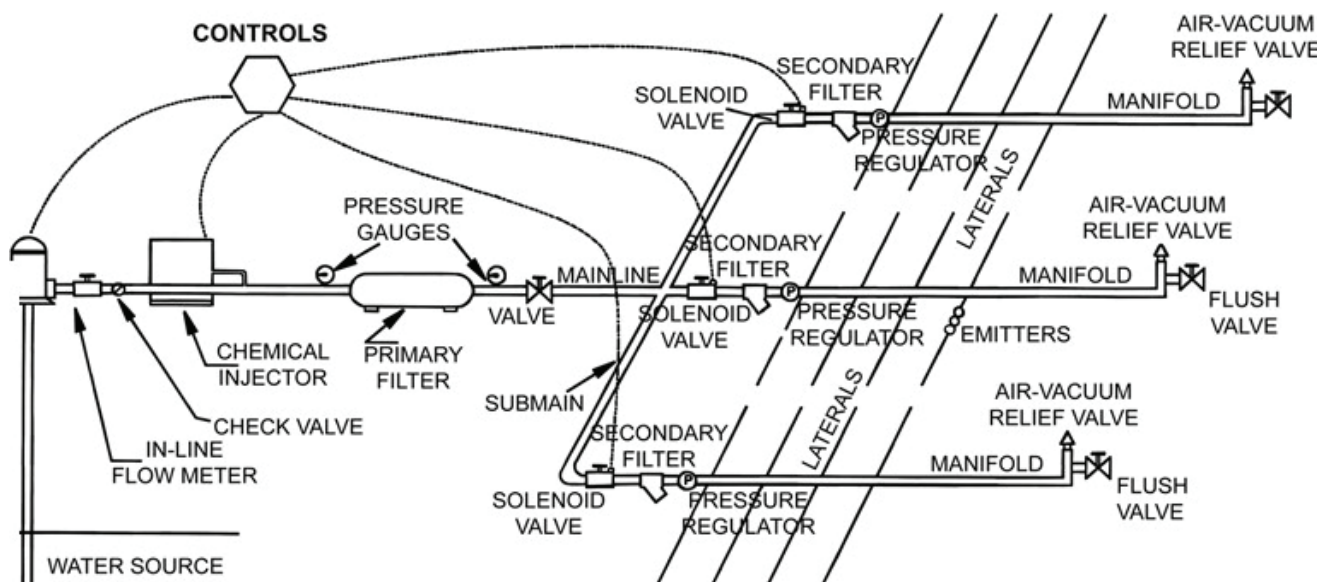 CONTROLS
AIR-VACUUM
RELIEF VALVE
SECONDARY
FILTER
SOLENOID
VALVE
MANIFOLD
P
PRESSURE
REGULATOR
LATERALS
PRESSURE
GAUGES
AIR-VACUUM
RELIEF VALVE
SECONDARY
FILTER
MAINLINE
MANIFOLD
P
VALVE
SOLENOID
VALVE
PRESSURE
REGULATOR
FLUSH
VALVE
EMITTERS
CHEMICAL
INJECTOR
PRIMARY
FILTER
SUBMAIN
CHECK VALVE
IN-LINE
FLOW METER
LATERALS
AIR-VACUUM
RELIEF VALVE
SECONDARY
FILTER
MANIFOLD
P
SOLENOID
VALVE
PRESSURE
REGULATOR
FLUSH
VALVE
WATER SOURCE